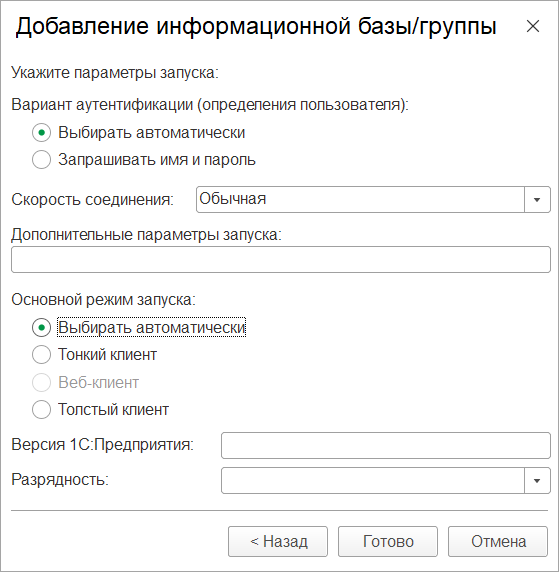 Добавление информационной базы/группы
Укажите параметры запуска:
Вариант аутентификации (определения пользователя):
Выбирать автоматически
Запрашивать имя и пароль
Скорость соединения: Обычная
Дополнительные параметры запуска:
Основной режим запуска:
Выбирать автоматически
Тонкий клиент
Веб-клиент
Толстый клиент
Версия 1С:Предприятия:
Разрядность:
< Назад Готово Отмена